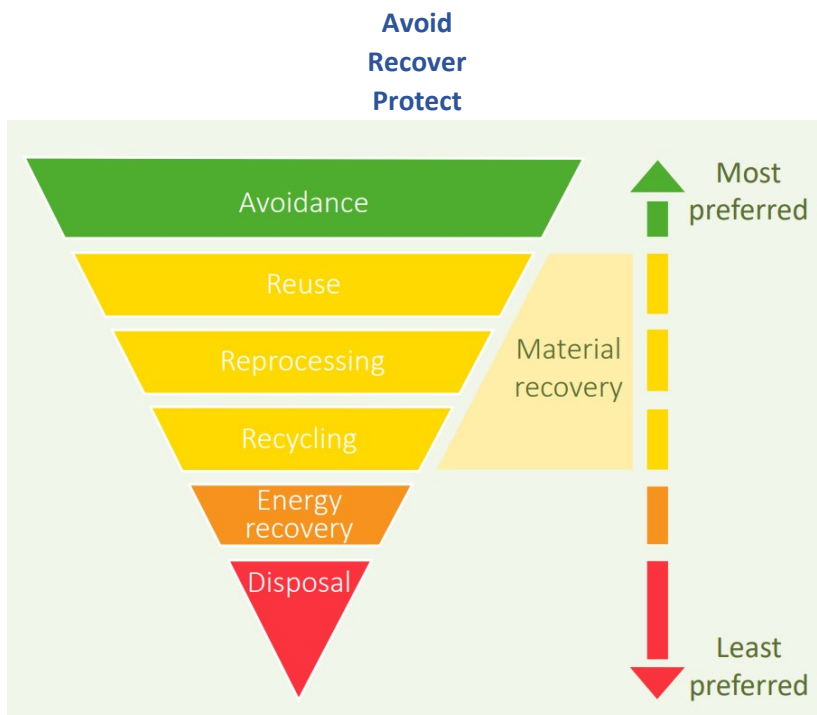 Avoid
Recover
Protect
Avoidance
Reuse
Reprocessing
Recycling
Energy
recovery
Disposal
Material
recovery
Most
preferred
Least
preferred